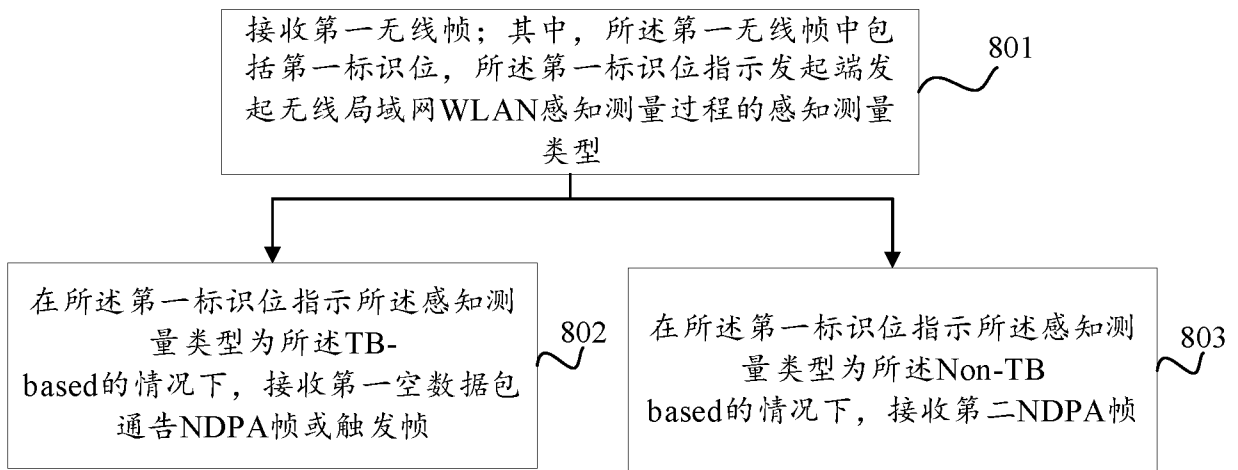 接收第一无线帧；其中，所述第一无线帧中包
括第一标识位，所述第一标识位指示发起端发
起无线局域网WLAN感知测量过程的感知测量
类型
801
在所述第一标识位指示所述感知测
量类型为所述TB-
based的情况下，接收第一空数据包
通告NDPA帧或触发帧
802
在所述第一标识位指示所述感知测
量类型为所述Non-TB
based的情况下，接收第二NDPA帧
803